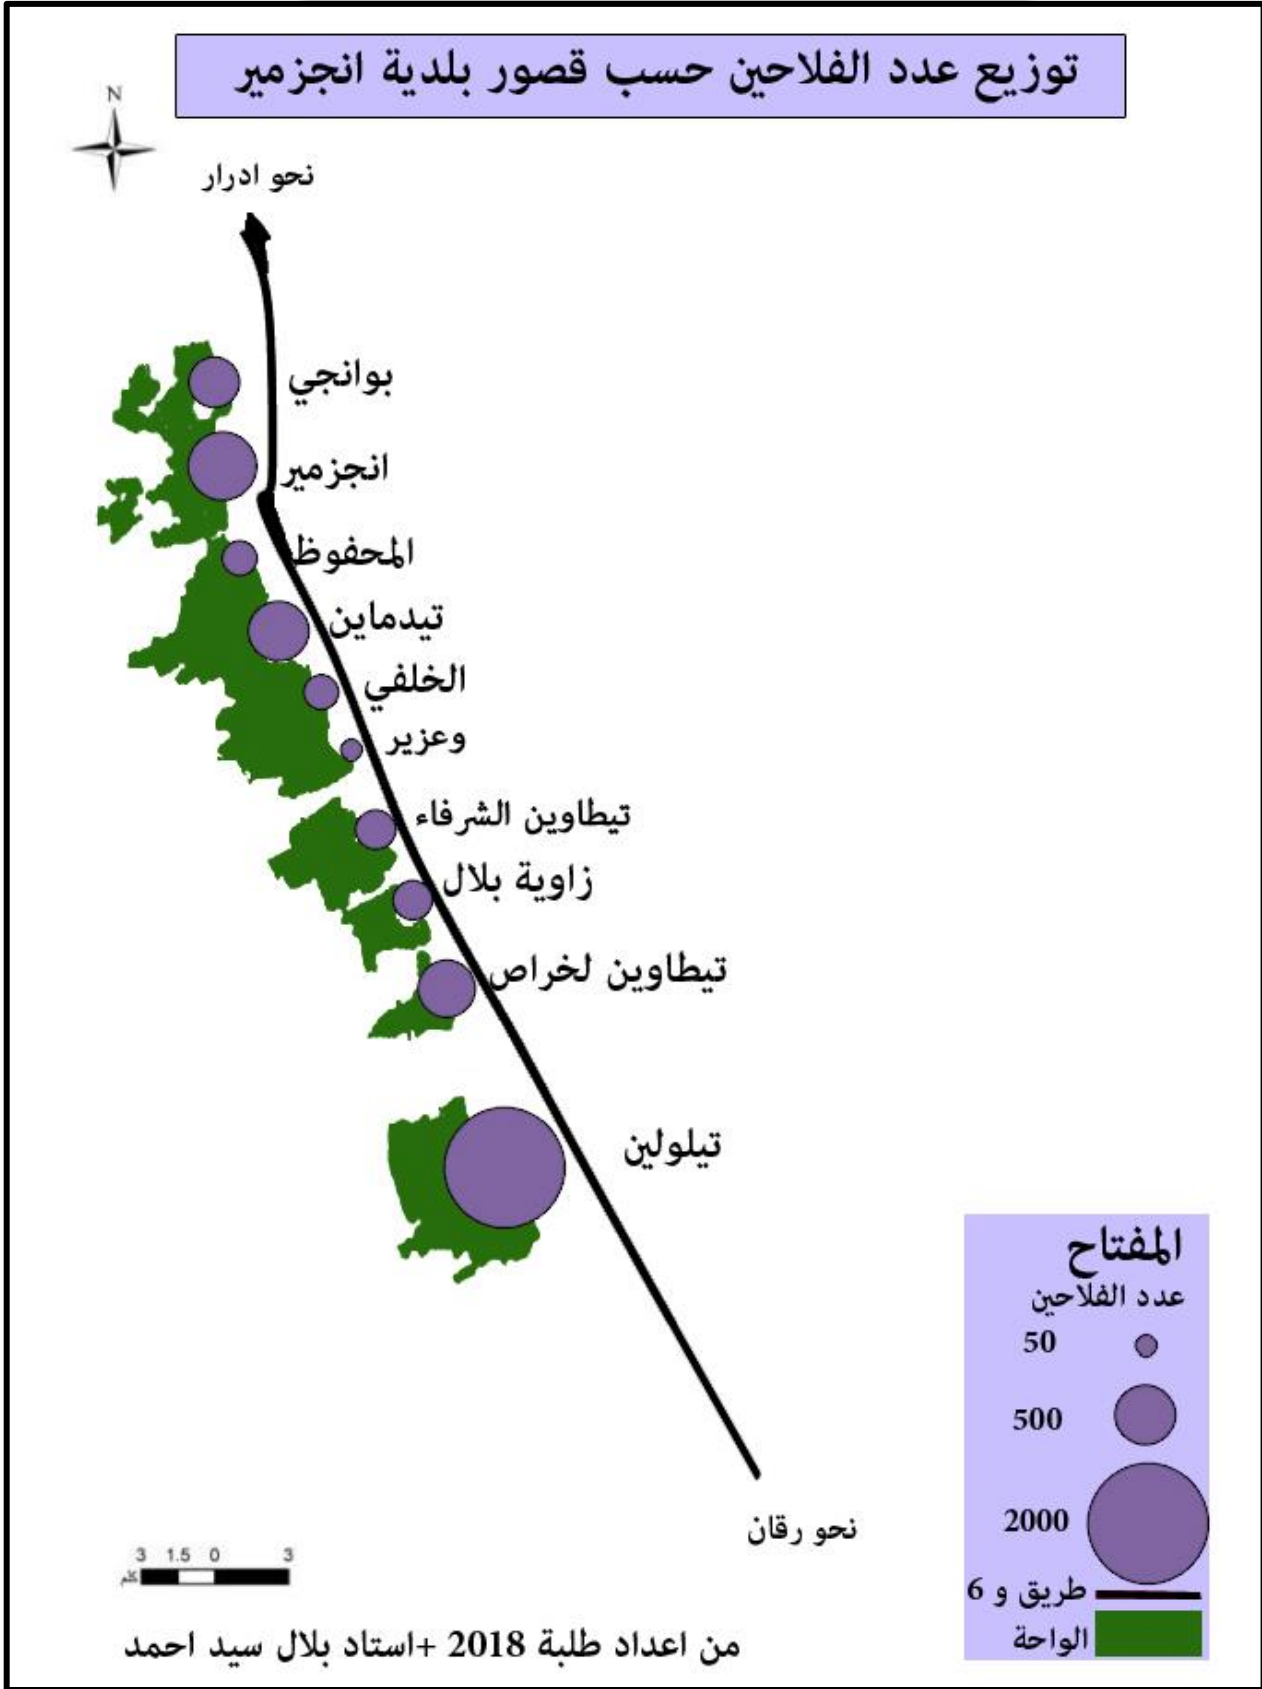 توزيع عدد الفلاحين حسب قصور بلدية انجزمير
N
نحو ادرار
بوانجي
انجزمير
المحفوظ
تيدماين
الخلفي
وعزير
تيطاوين الشرفاء
زاوية بلال
تيطاوين لخراص
تيلولين
المفتاح
عدد الفلاحين
50
500
2000
طريق و 6
الواحة
نحو رقان
3 1.5 0 3
كلم
من اعداد طلبة 2018 +استاد بلال سيد احمد